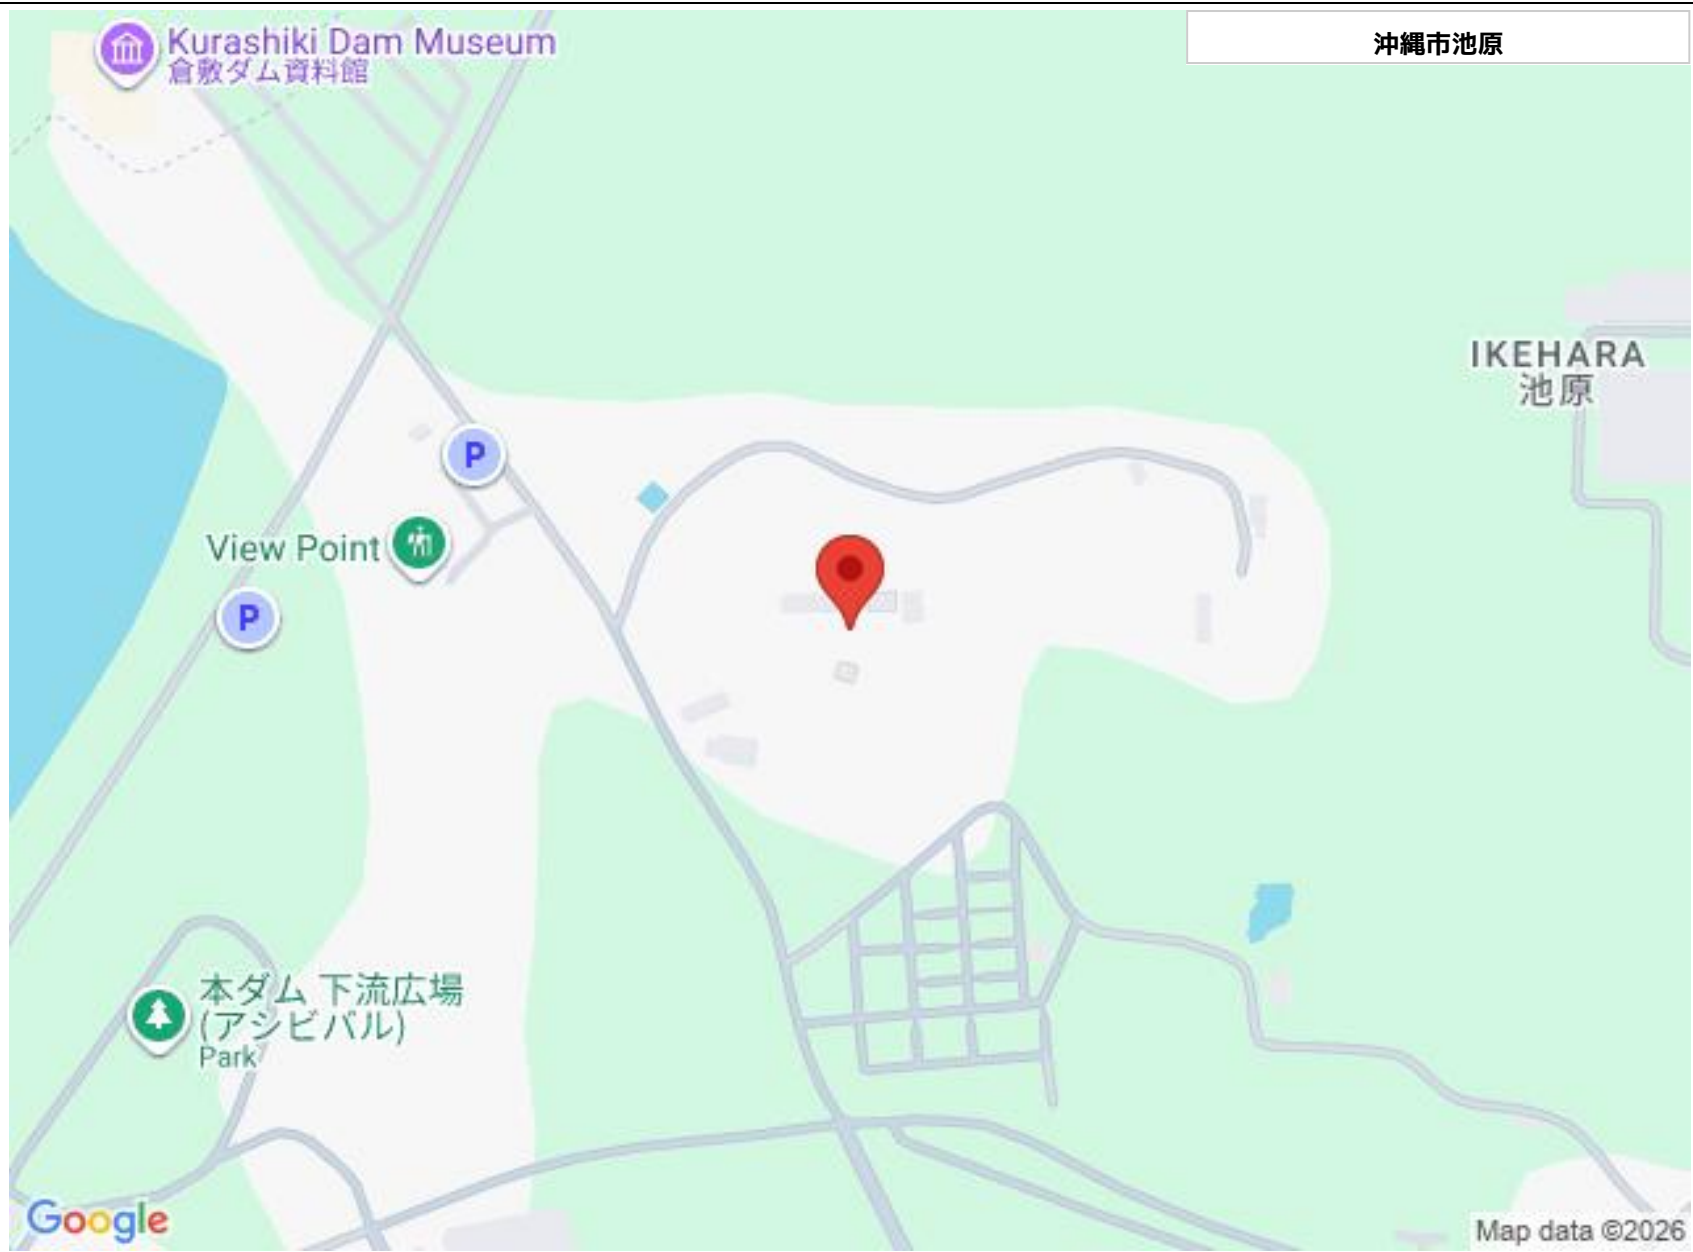 沖縄市池原
Kurashiki Dam Museum
倉敷ダム資料館
IKEHARA
池原
P
View Point
P
本ダム 下流広場
(アシビバル)
Park
Google
Map data ©2026